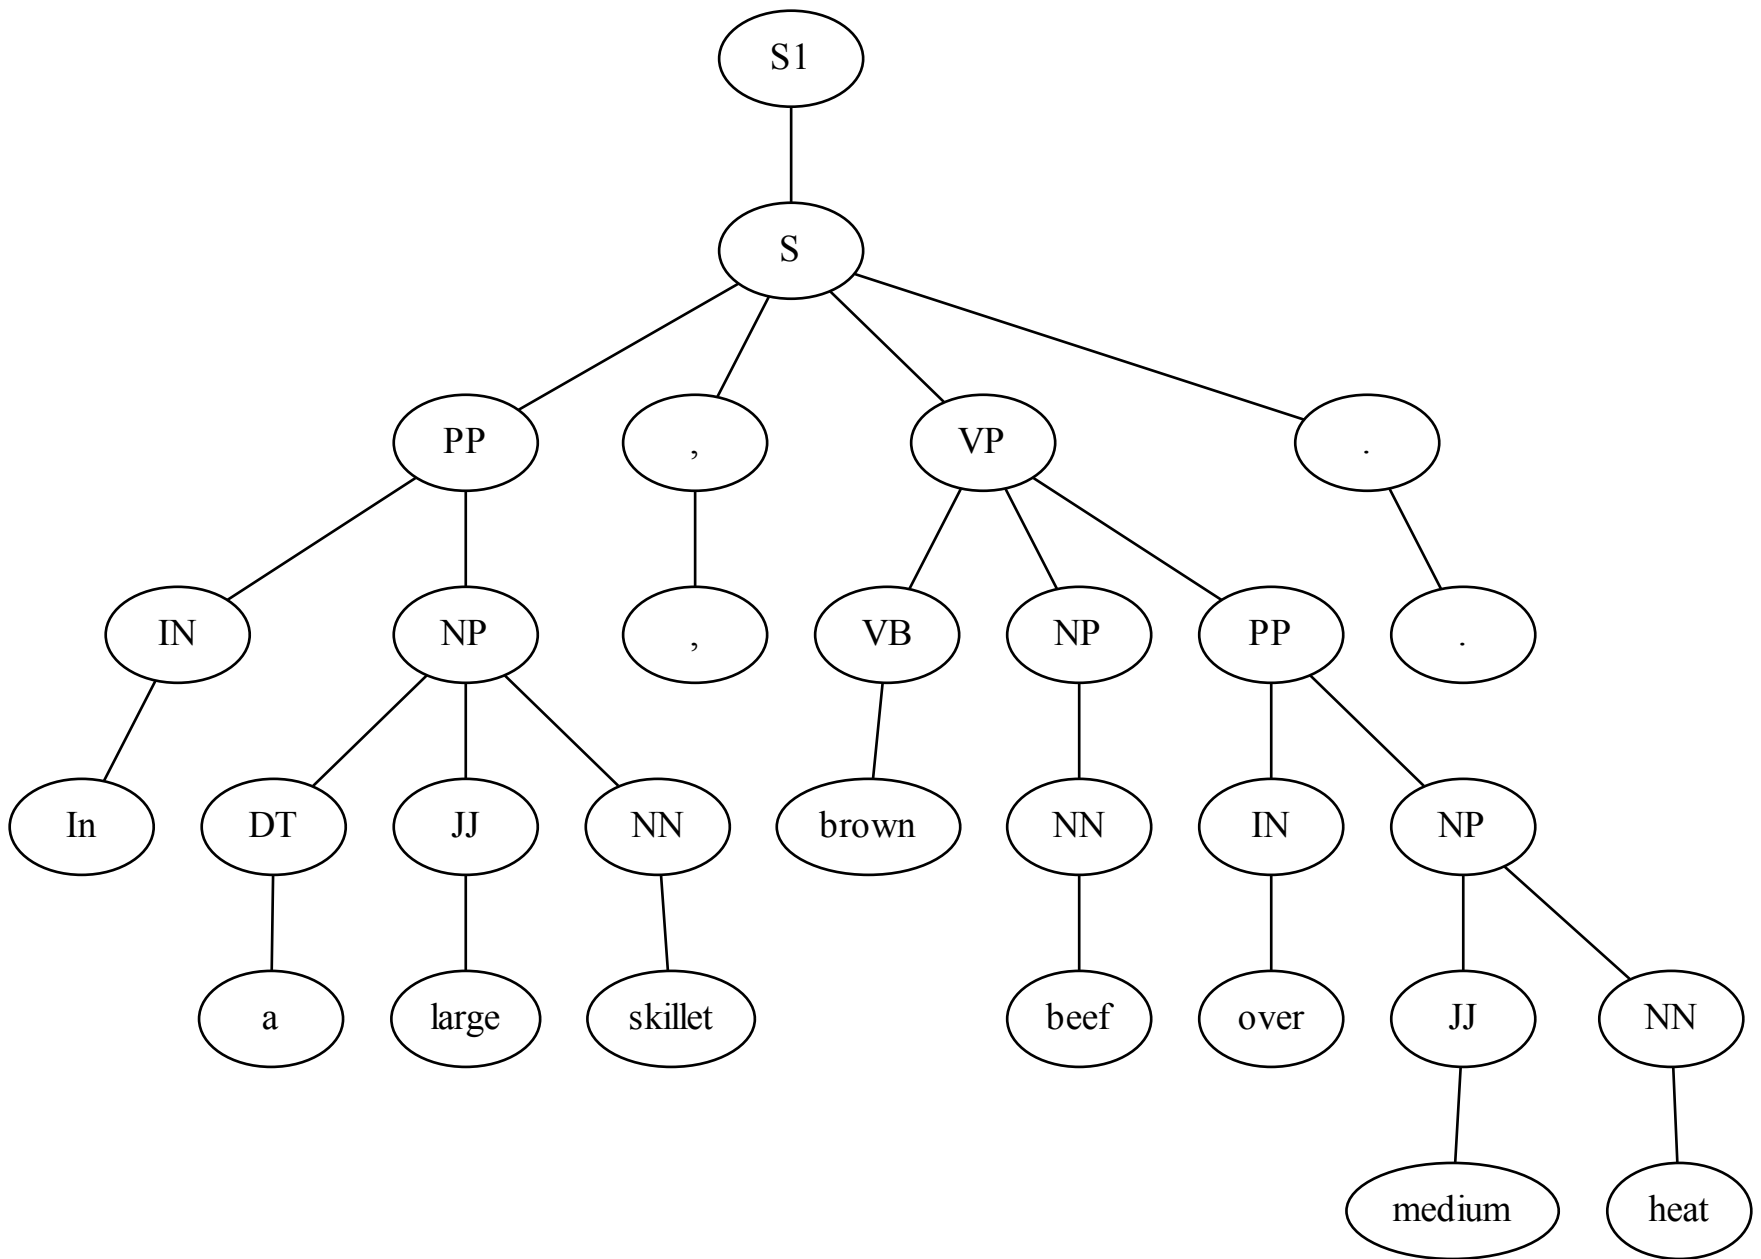 S1
S
PP , VP .
IN NP , VB NP PP .
In DT JJ NN brown NN IN NP
a large skillet beef over JJ NN
medium heat